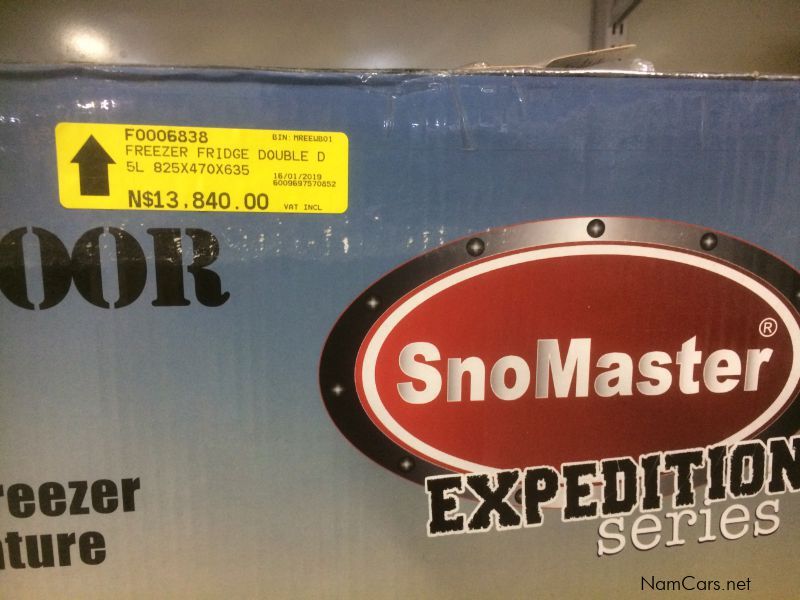 F0006838 BIN: MREEWB01
FREEZER FRIDGE DOUBLE D
5L 825X470X635
16/01/2019
6009697570852
N$13,840.00 VAT INCL
OOR
SnoMaster ®
EXPEDITION
series
reezer
ature
NamCars.net